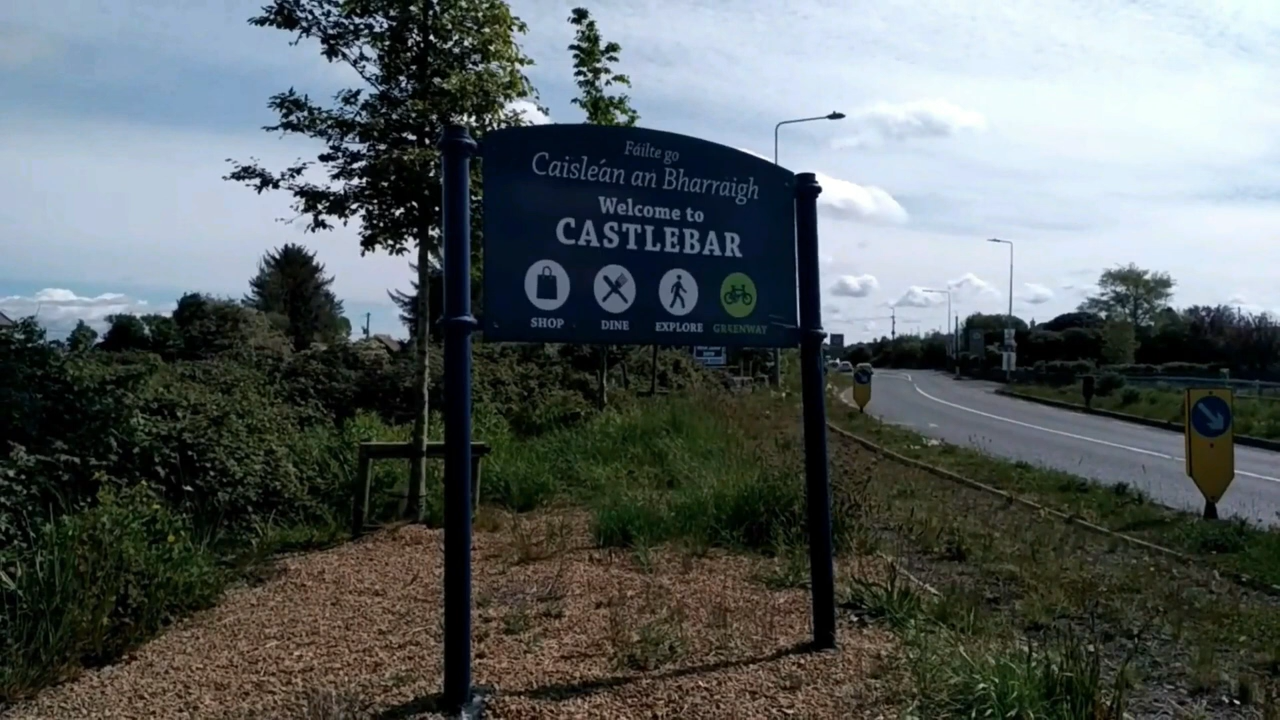 Fáilte go
Caisleán an Bharraigh
Welcome to
CASTLEBAR
SHOP DINE EXPLORE GREENWAY